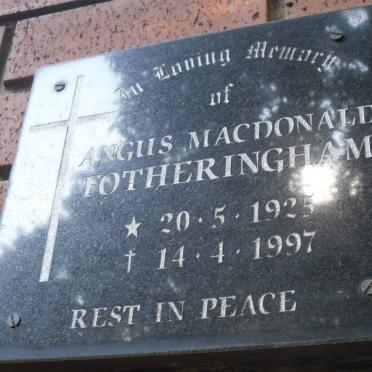 In Loving Memory
of
ANGUS MACDONALD
FOTHERINGHAM
★ 20·5·1925
† 14·4·1997
REST IN PEACE